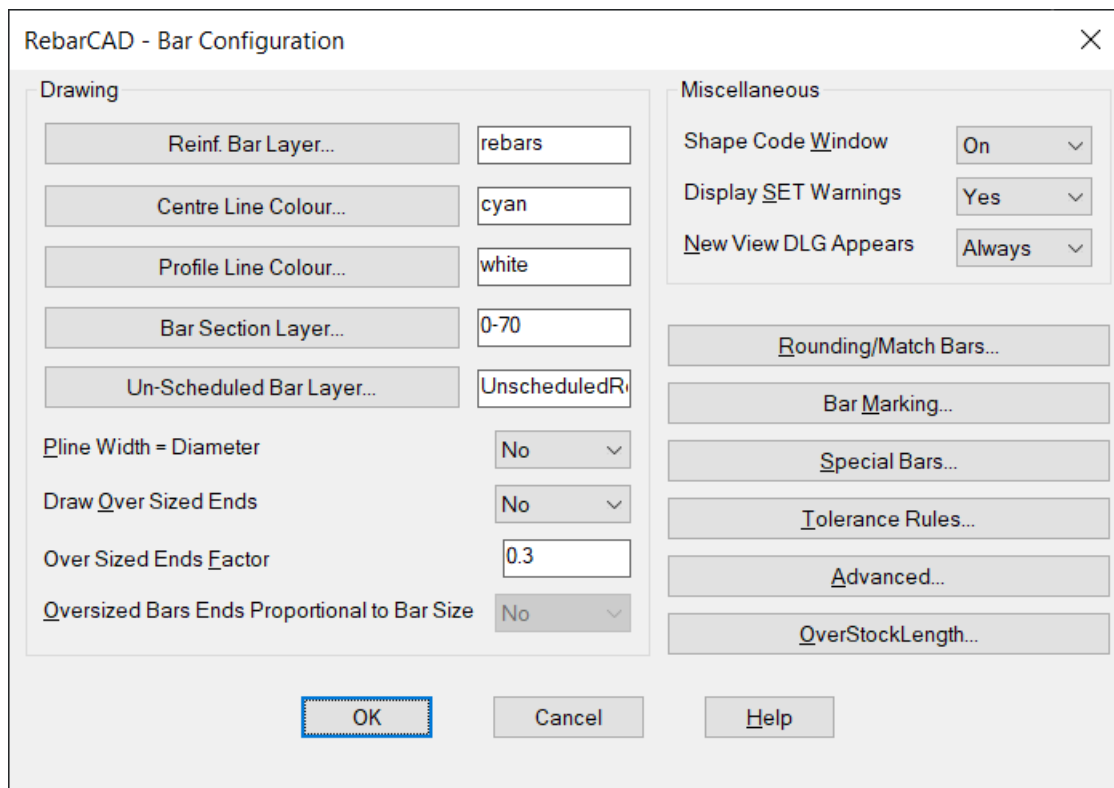 RebarCAD - Bar Configuration
Drawing
Reinf. Bar Layer... rebars
Centre Line Colour... cyan
Profile Line Colour... white
Bar Section Layer... 0-70
Un-Scheduled Bar Layer... UnscheduledR
Pline Width = Diameter No
Draw Over Sized Ends No
Over Sized Ends Factor 0.3
Oversized Bars Ends Proportional to Bar Size No
Miscellaneous
Shape Code Window On
Display SET Warnings Yes
New View DLG Appears Always
Rounding/Match Bars...
Bar Marking...
Special Bars...
Tolerance Rules...
Advanced...
OverStockLength...
OK Cancel Help